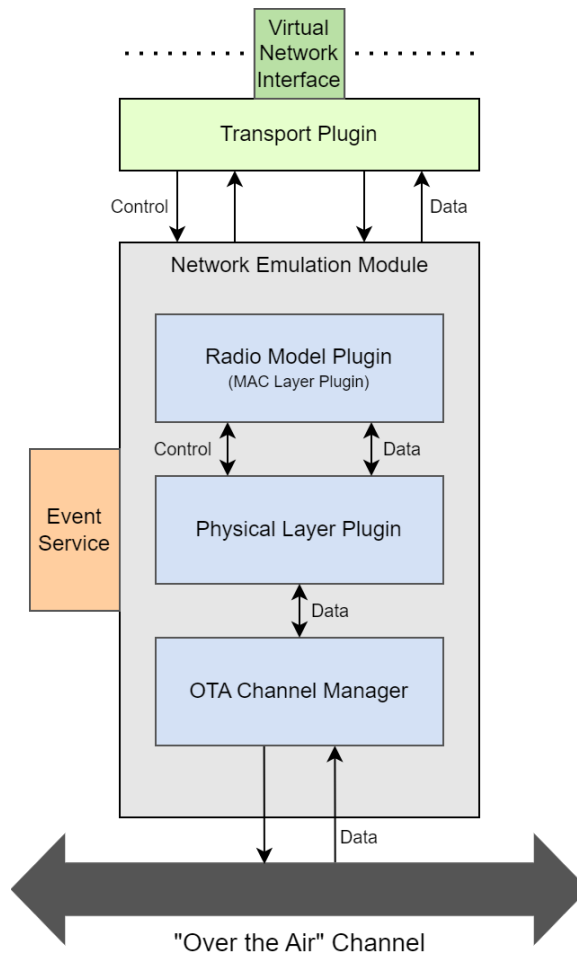 Virtual
Network
Interface
Transport Plugin
Control
Data
Network Emulation Module
Radio Model Plugin
(MAC Layer Plugin)
Control
Data
Event
Service
Physical Layer Plugin
Data
OTA Channel Manager
Data
"Over the Air" Channel